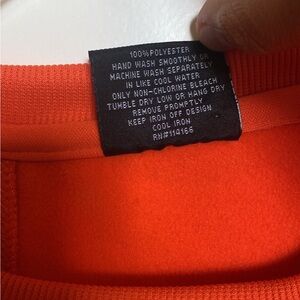 100%POLYESTER
HAND WASH SMOOTHLY OR
MACHINE WASH SEPARATELY
IN LIKE COOL WATER
ONLY NON-CHLORINE BLEACH
TUMBLE DRY LOW OR HANG DRY
REMOVE PROMPTLY
KEEP IRON OFF DESIGN
COOL IRON
RN#114166